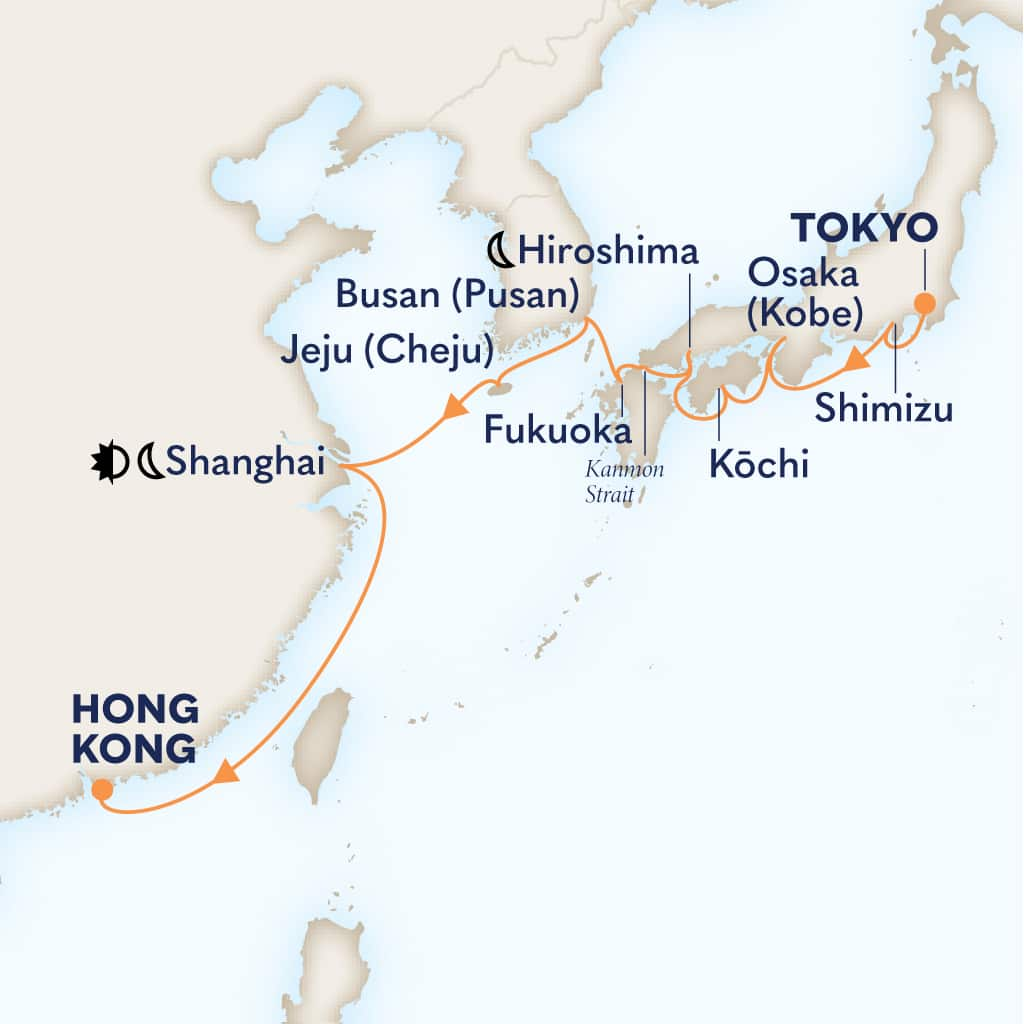 TOKYO
Hiroshima
Osaka
(Kobe)
Busan (Pusan)
Jeju (Cheju)
Shimizu
Fukuoka
Kanmon
Strait
Kōchi
Shanghai
HONG
KONG